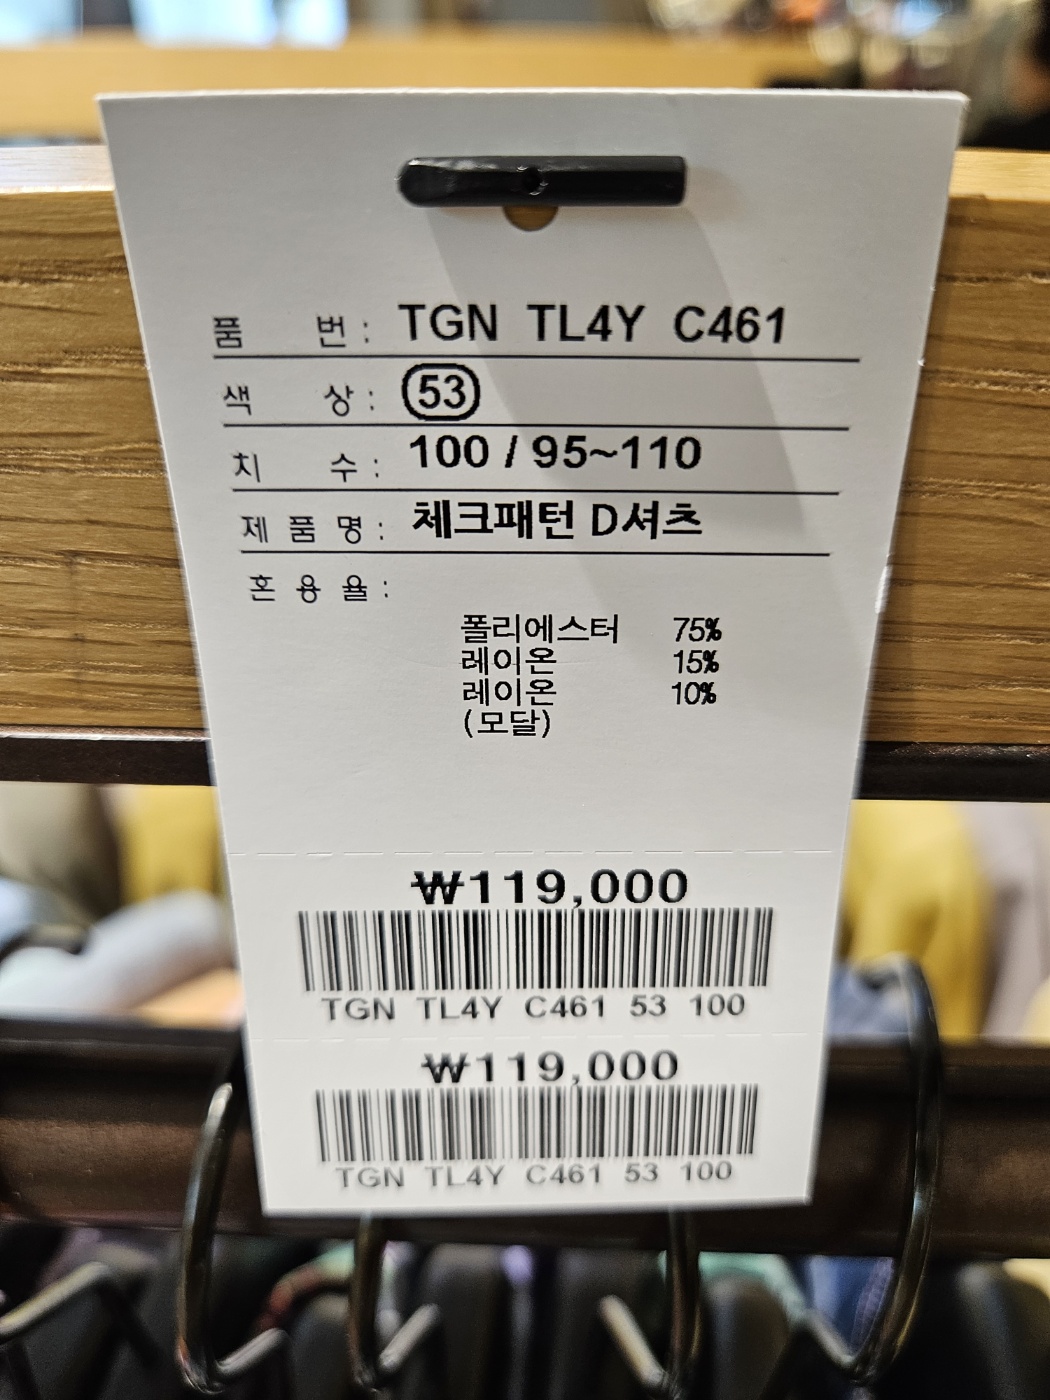 품 번 : TGN TL4Y C461
색 상 : 53
치 수 : 100 / 95~110
제 품 명 : 체크패턴 D셔츠
혼 용 율 :
폴리에스터 75%
레이온 15%
레이온 10%
(모달)
₩119,000
TGN TL4Y C461 53 100
₩119,000
TGN TL4Y C461 53 100